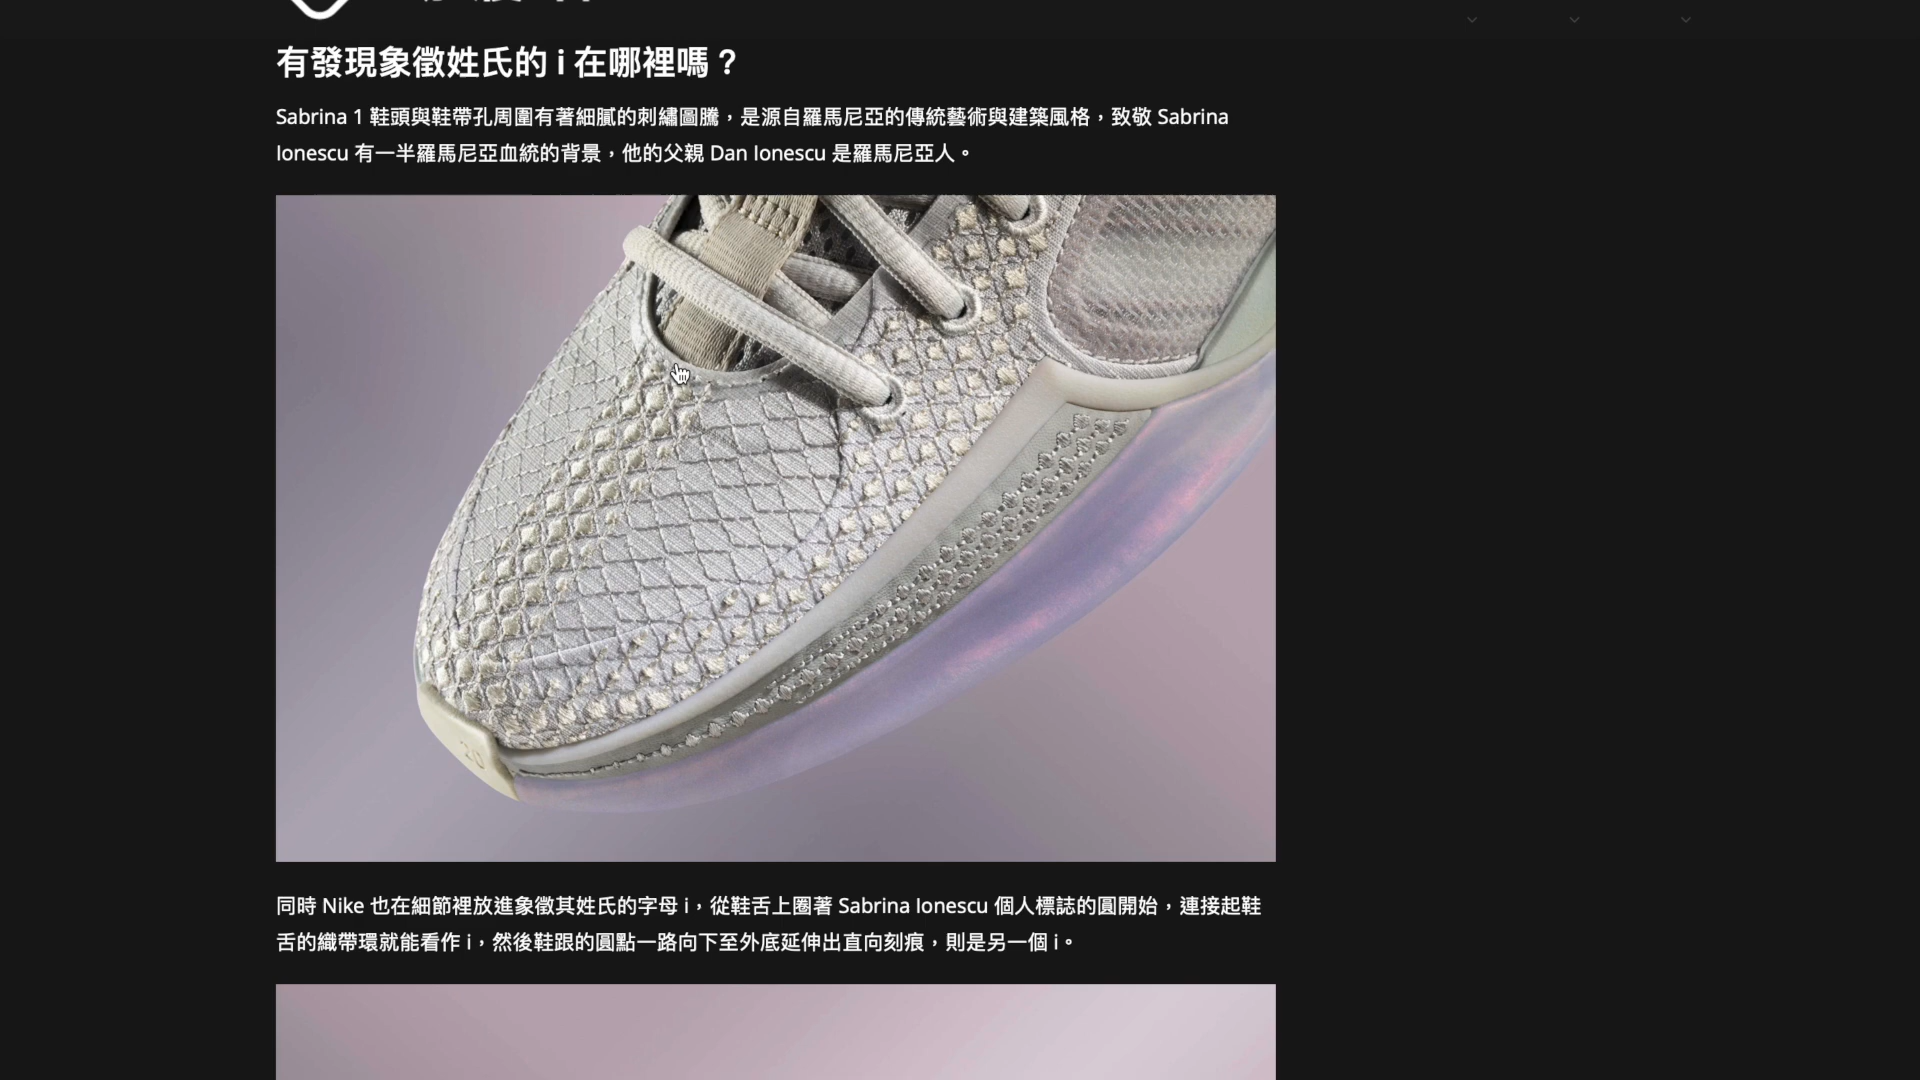 有發現象徵姓氏的 i 在哪裡嗎？
Sabrina 1 鞋頭與鞋帶孔周圍有著細膩的刺繡圖騰，是源自羅馬尼亞的傳統藝術與建築風格，致敬 Sabrina
Ionescu 有一半羅馬尼亞血統的背景，他的父親 Dan Ionescu 是羅馬尼亞人。
20
同時 Nike 也在細節裡放進象徵其姓氏的字母 i，從鞋舌上圈著 Sabrina Ionescu 個人標誌的圓開始，連接起鞋
舌的織帶環就能看作 i，然後鞋跟的圓點一路向下至外底延伸出直向刻痕，則是另一個 i。